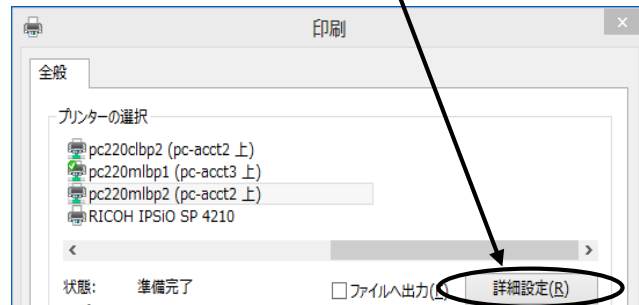 印刷
全般
プリンターの選択
pc220clbp2 (pc-acct2 上)
pc220mlbp1 (pc-acct3 上)
pc220mlbp2 (pc-acct2 上)
RICOH IPSiO SP 4210
状態: 準備完了 ファイルへ出力( 詳細設定(R)